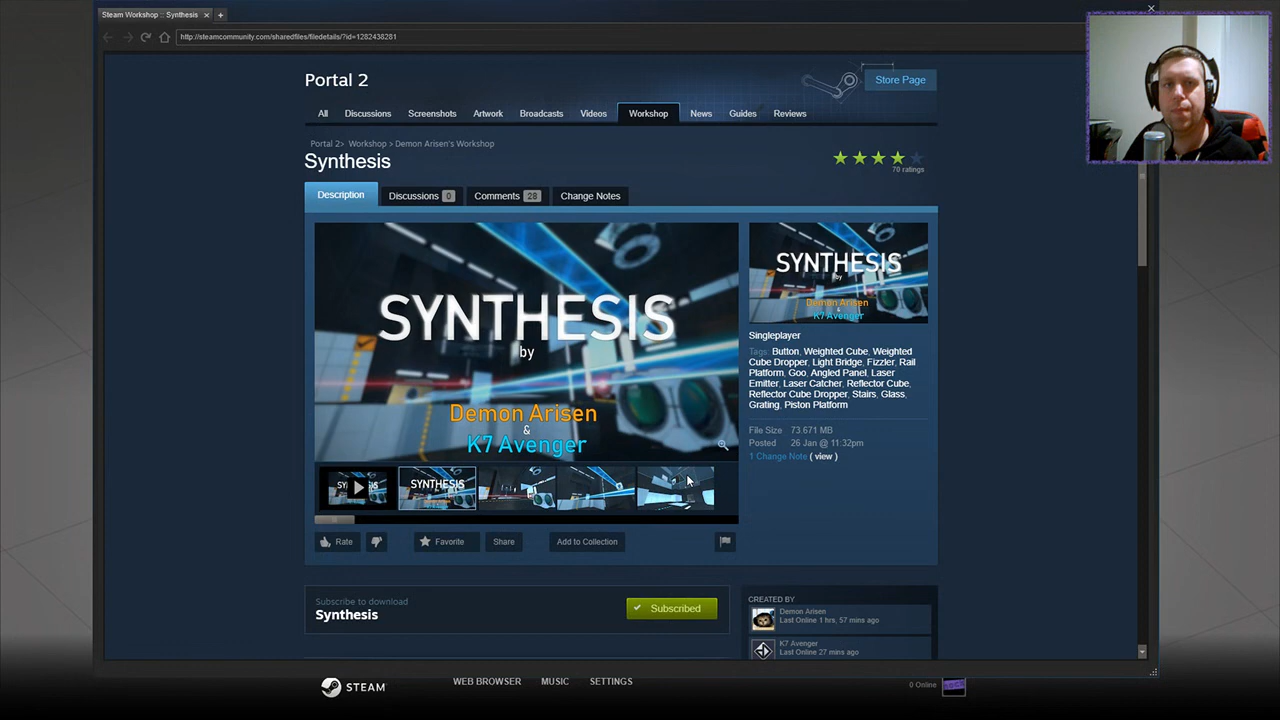 Steam Workshop :: Synthesis
http://steamcommunity.com/sharedfiles/filedetails/?id=1282438281
Portal 2
Store Page
All Discussions Screenshots Artwork Broadcasts Videos Workshop News Guides Reviews
Portal 2> Workshop > Demon Arisen's Workshop
Synthesis
70 ratings
Description Discussions 0 Comments 28 Change Notes
SYNTHESIS
by
Demon Arisen
&
K7 Avenger
SYNTHESIS
by
Demon Arisen
&
K7 Avenger
Singleplayer
Tags: Button, Weighted Cube, Weighted
Cube Dropper, Light Bridge, Fizzler, Rail
Platform, Goo, Angled Panel, Laser
Emitter, Laser Catcher, Reflector Cube,
Reflector Cube Dropper, Stairs, Glass,
Grating, Piston Platform
File Size 73.671 MB
Posted 26 Jan @ 11:32pm
1 Change Note ( view )
SYNTHESIS
Rate Favorite Share Add to Collection
Subscribe to download
Synthesis
Subscribed
CREATED BY
Demon Arisen
Last Online 1 hrs, 57 mins ago
K7 Avenger
Last Online 27 mins ago
STEAM
WEB BROWSER MUSIC SETTINGS
0 Online